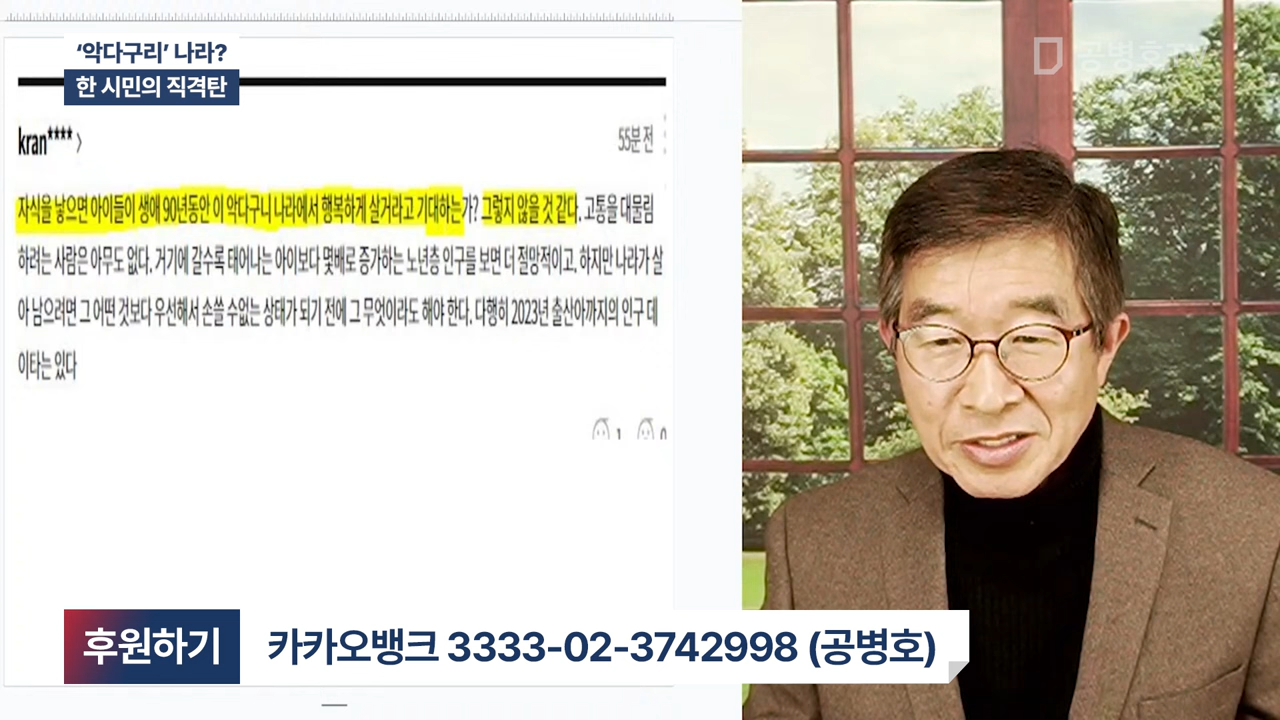 ‘악다구리’ 나라?
한 시민의 직격탄
kran**** 〉
55분 전
자식을 낳으면 아이들이 생애 90년동안 이 악다구니 나라에서 행복하게 살거라고 기대하는가? 그렇지 않을 것 같다. 고통을 대물림
하려는 사람은 아무도 없다. 거기에 갈수록 태어나는 아이보다 몇배로 증가하는 노년층 인구를 보면 더 절망적이고. 하지만 나라가 살
아 남으려면 그 어떤 것보다 우선해서 손쓸 수없는 상태가 되기 전에 그 무엇이라도 해야 한다. 다행히 2023년 출산아까지의 인구 데
이타는 있다
공병호TV
후원하기
카카오뱅크 3333-02-3742998 (공병호)